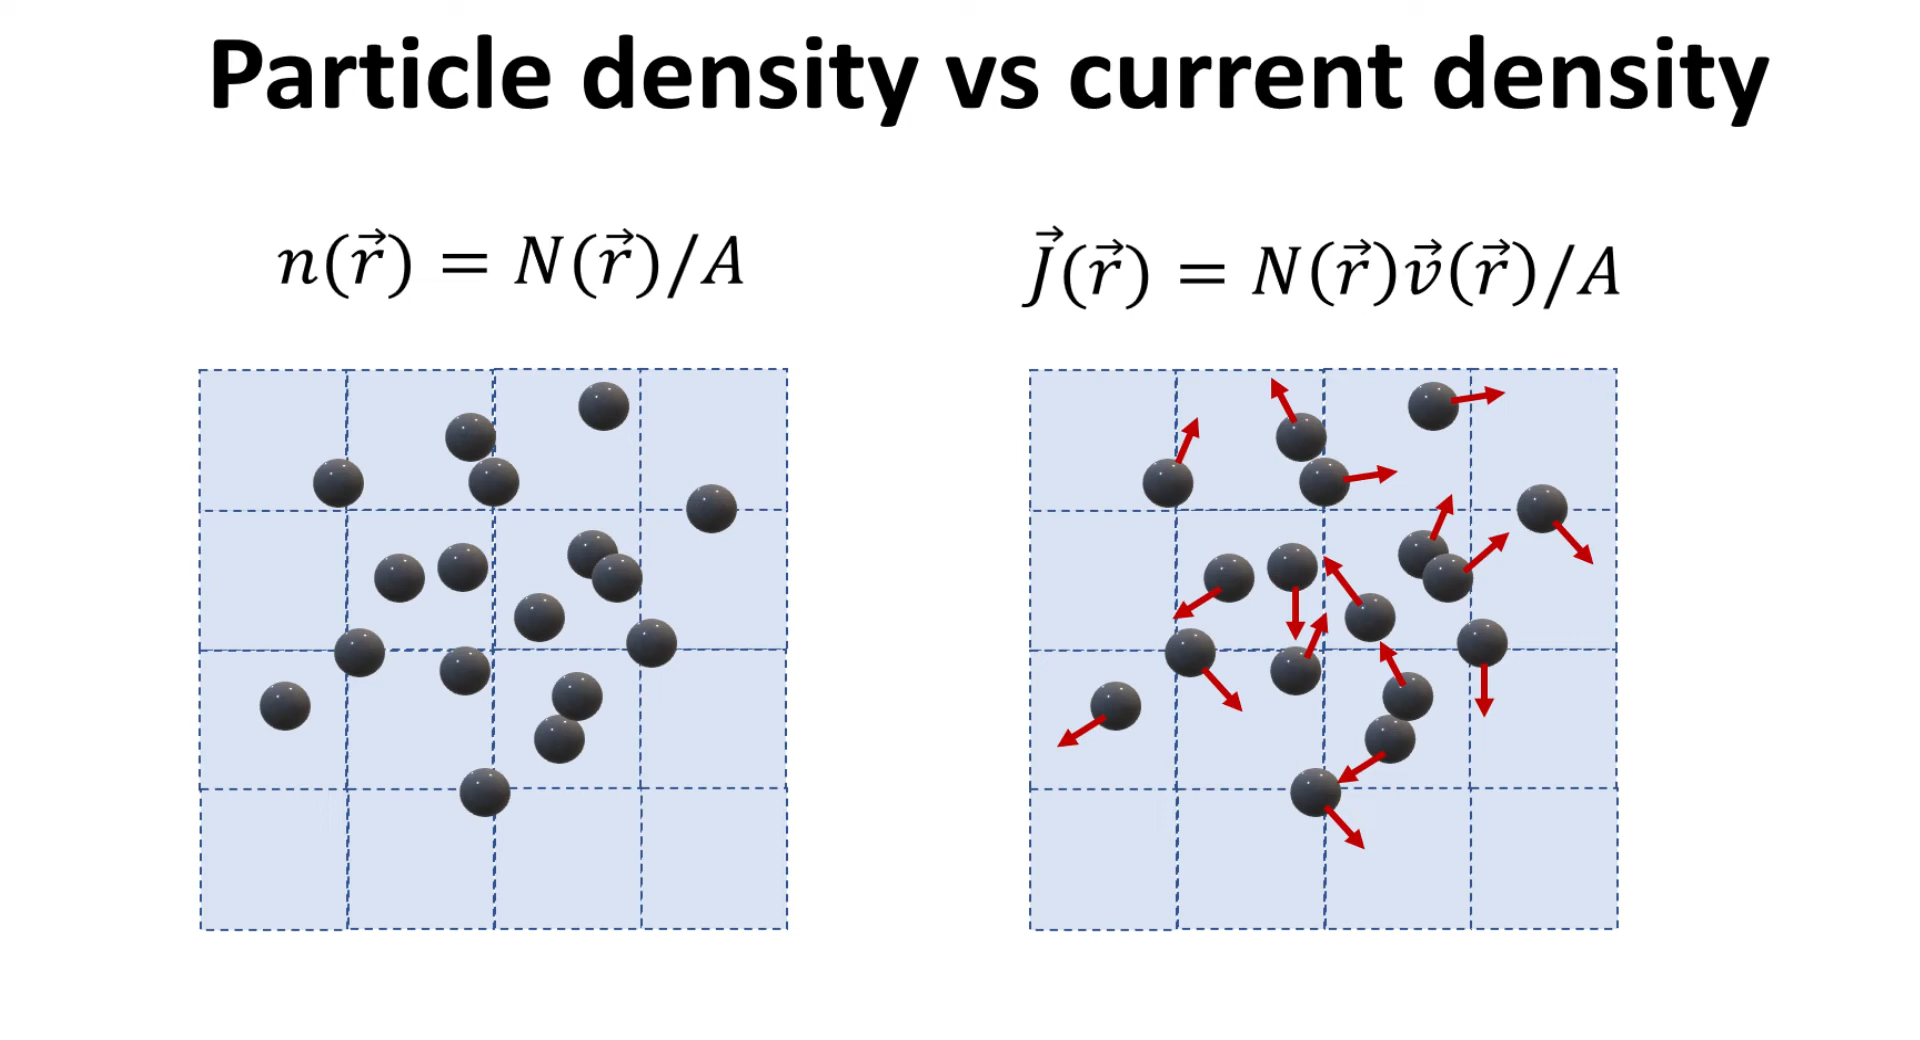 Particle density vs current density
n(r⃗) = N(r⃗)/A
J⃗(r⃗) = N(r⃗)v⃗(r⃗)/A